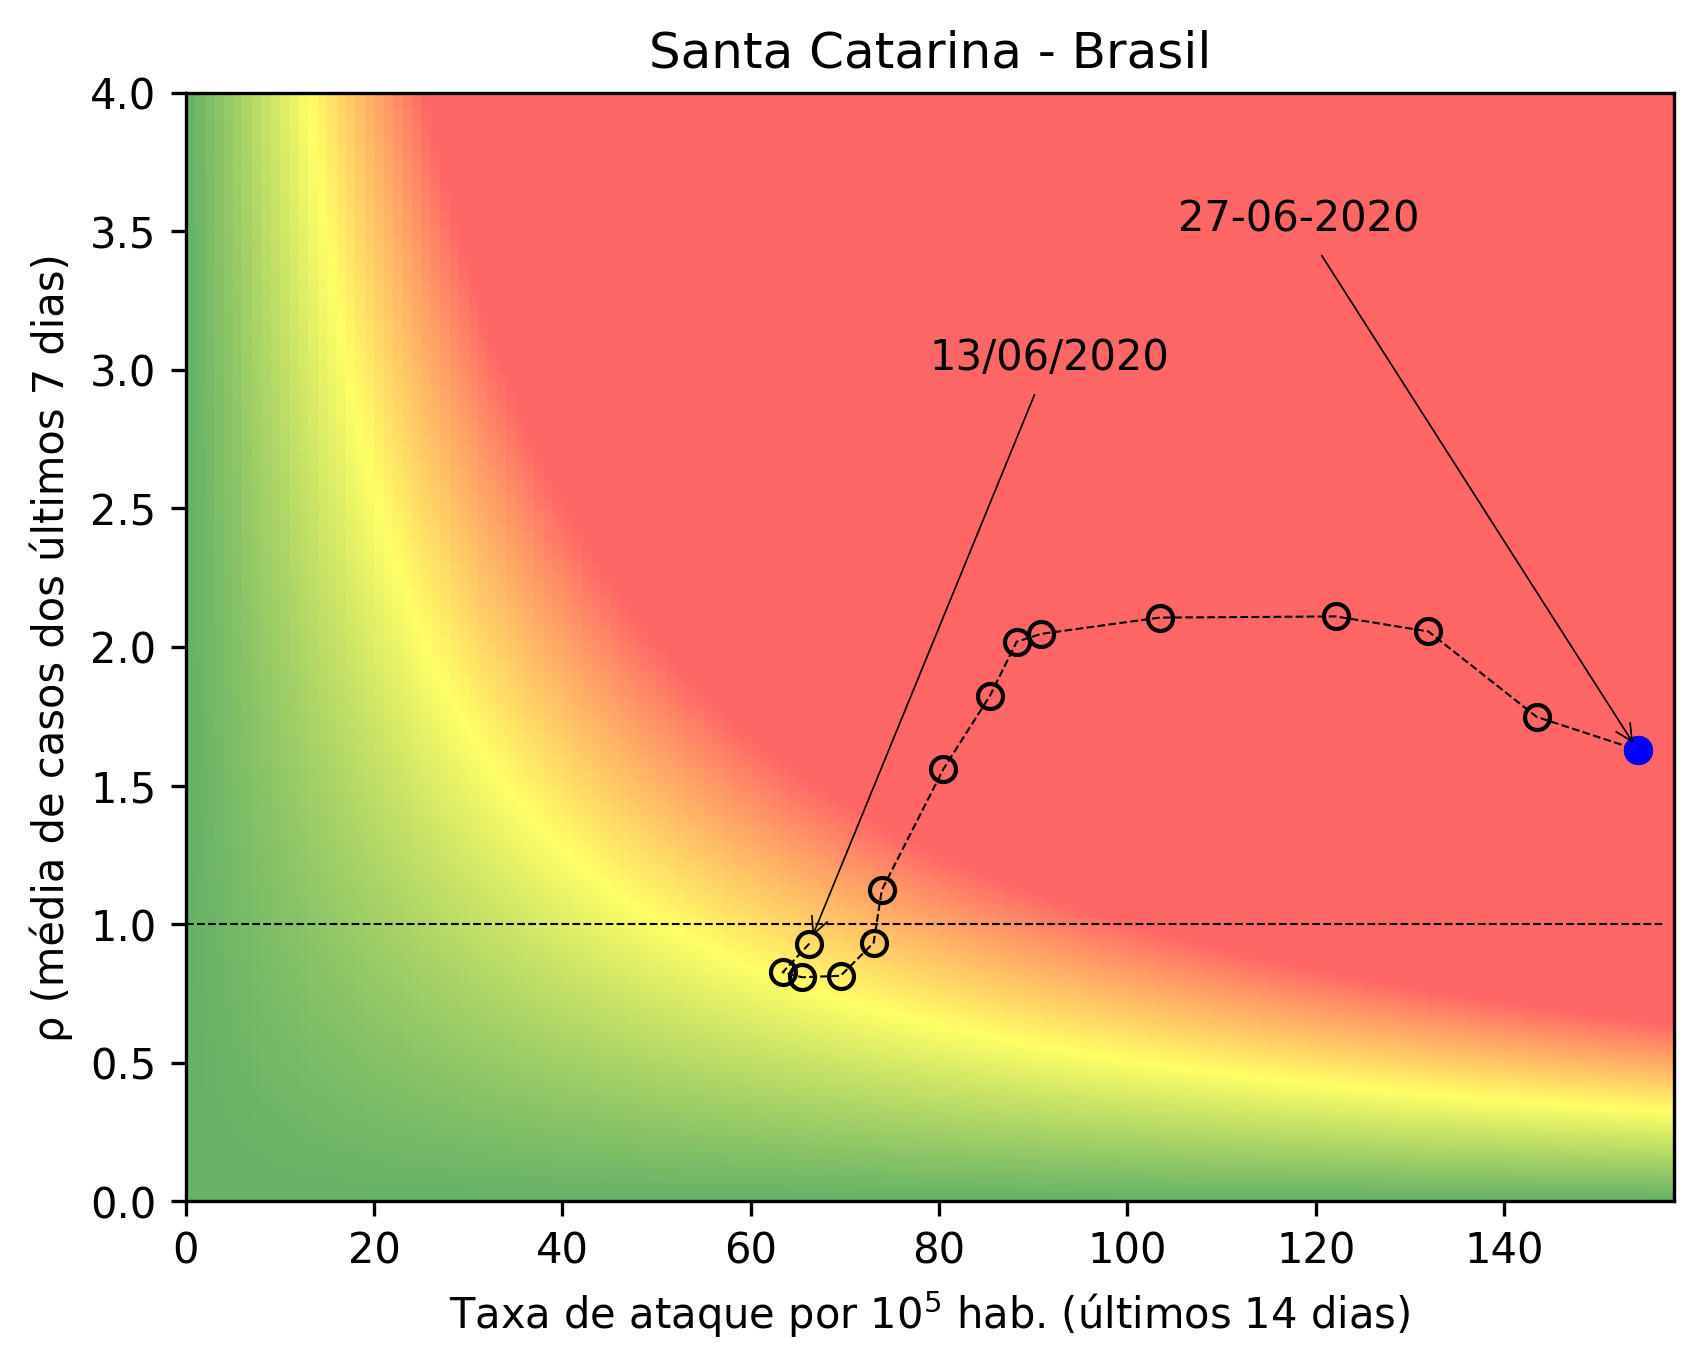 Santa Catarina - Brasil
4.0
3.5
3.0
2.5
2.0
1.5
1.0
0.5
0.0
ρ (média de casos dos últimos 7 dias)
27-06-2020
13/06/2020
0 20 40 60 80 100 120 140
Taxa de ataque por 10⁵ hab. (últimos 14 dias)